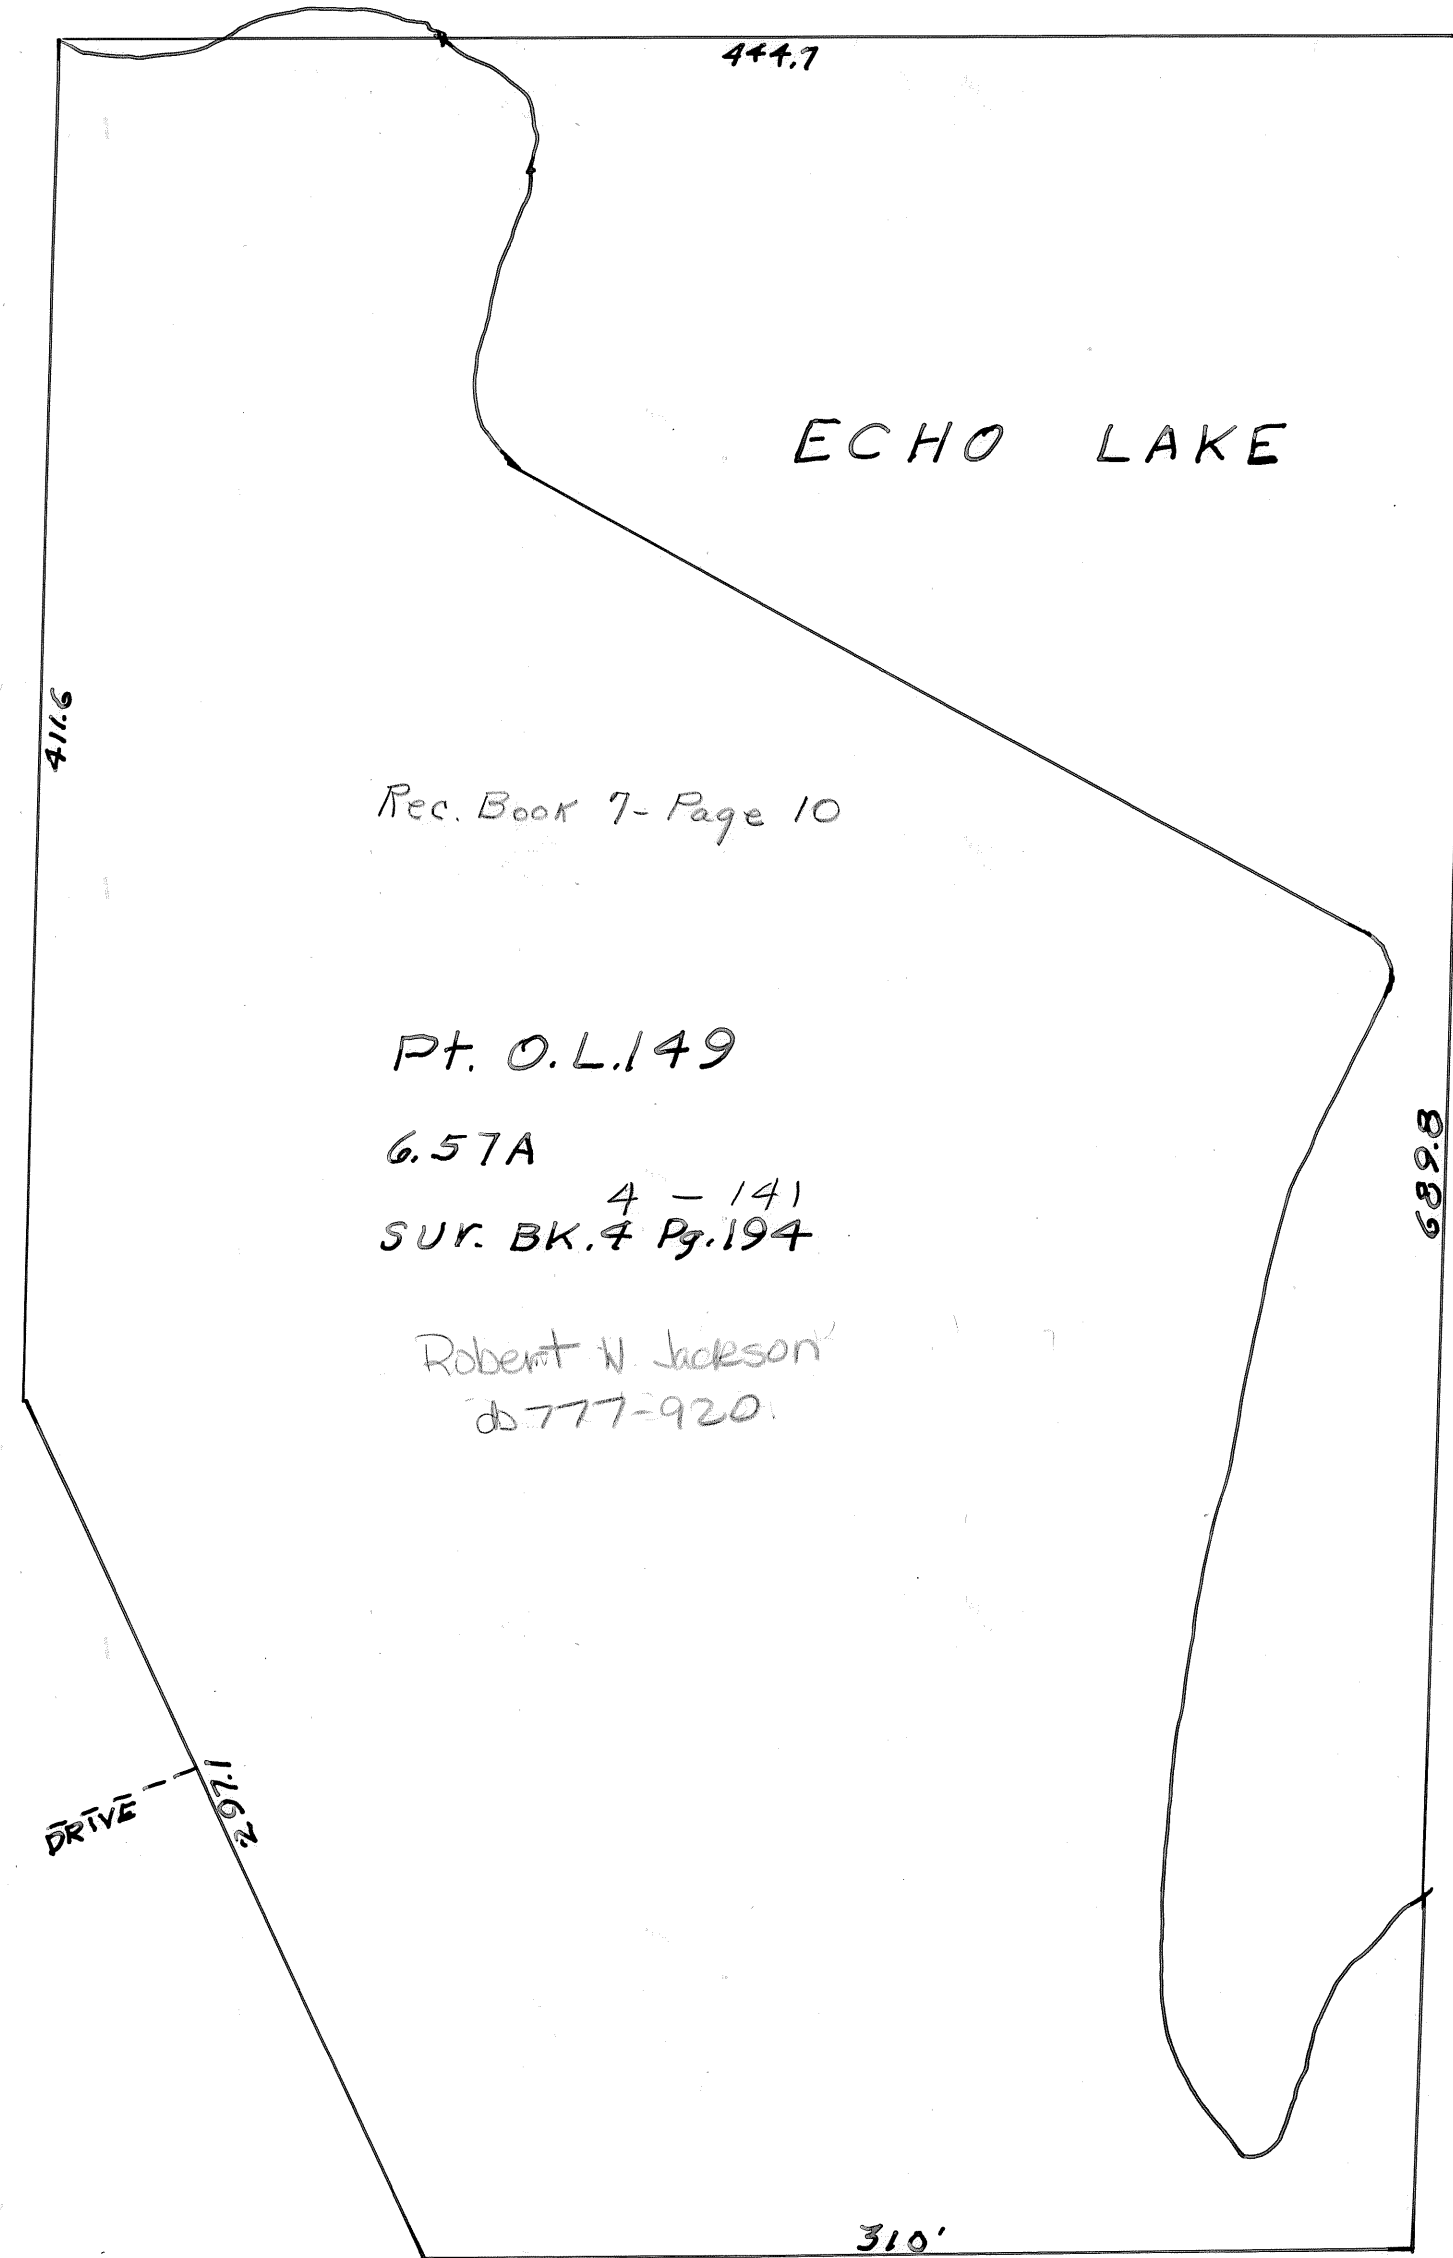 444.7
ECHO LAKE
411.6
Rec. Book 7-Page 10
Pt. O.L.149
6.57A
4 - 141
SUr. BK.4 Pg.194
689.8
Robert W Jackson
db 777-920
DRIVE
297.1
310'